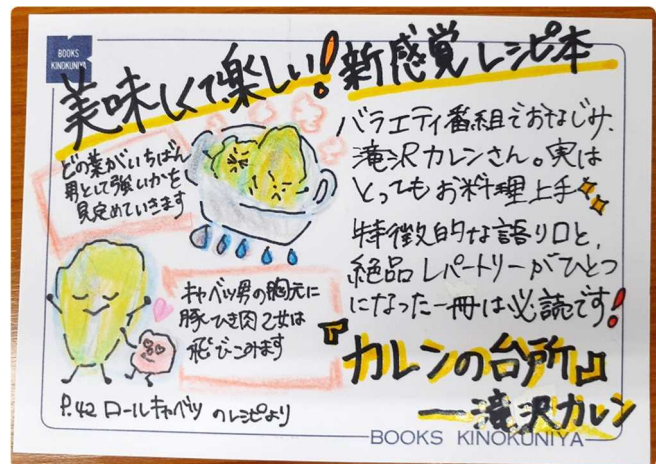 BOOKS
KINOKUNIYA
美味しくて、楽しい!新感覚レシピ本
どの葉がいちばん
男として強いかを
見定めていきます
バラエティ番組でおなじみ、
滝沢カレンさん。実は
とってもお料理上手
特徴的な語り口と、
絶品レパートリーがひとつ
になった一冊は必読です!
キャベツ男の胸元に
豚ひき肉乙女は
飛びこみます
『カレンの台所』
―滝沢カレン
P.42 ロールキャベツ のレシピより
BOOKS KINOKUNIYA